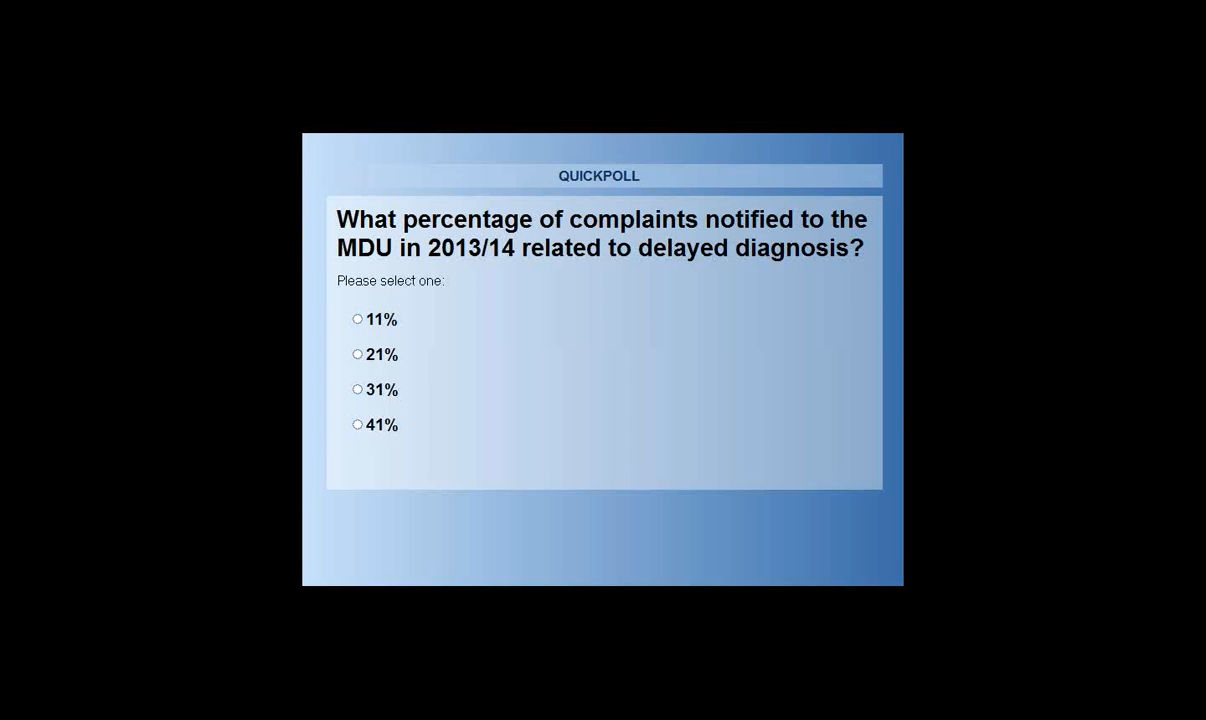 QUICKPOLL
What percentage of complaints notified to the
MDU in 2013/14 related to delayed diagnosis?
Please select one:
11%
21%
31%
41%